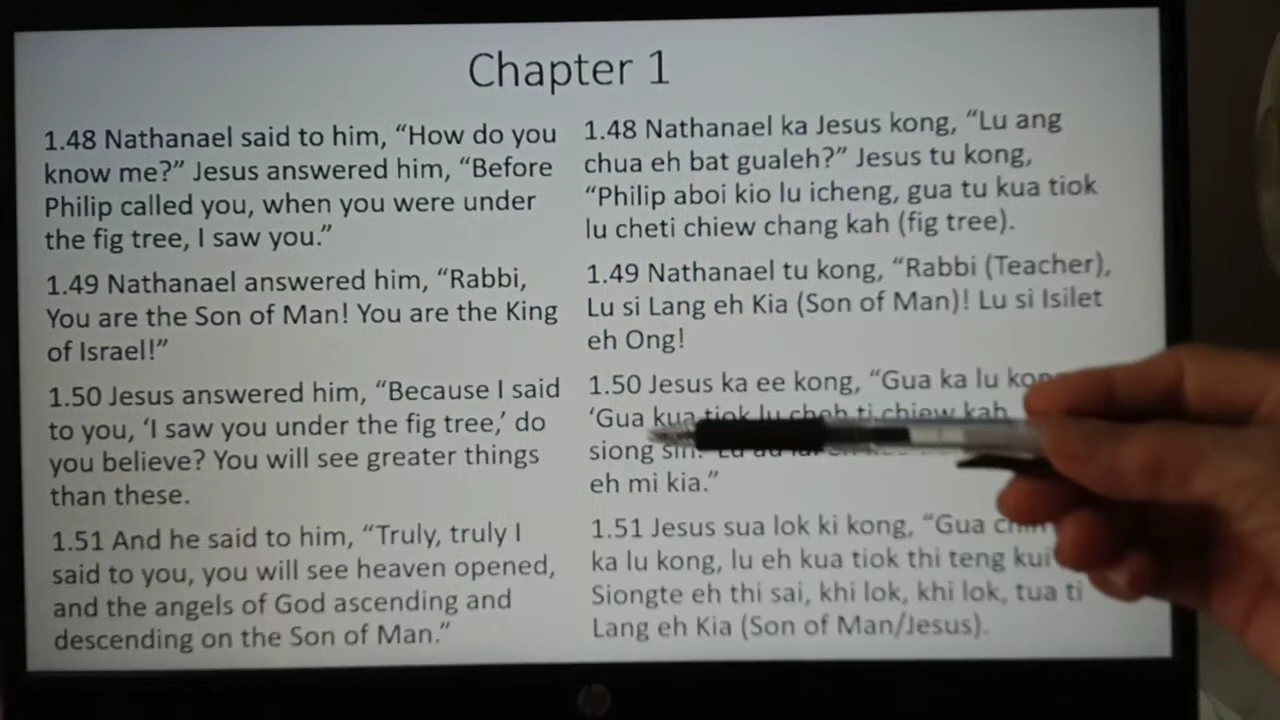 Chapter 1
1.48 Nathanael said to him, “How do you
know me?” Jesus answered him, “Before
Philip called you, when you were under
the fig tree, I saw you.”
1.49 Nathanael answered him, “Rabbi,
You are the Son of Man! You are the King
of Israel!”
1.50 Jesus answered him, “Because I said
to you, ‘I saw you under the fig tree,’ do
you believe? You will see greater things
than these.
1.51 And he said to him, “Truly, truly I
said to you, you will see heaven opened,
and the angels of God ascending and
descending on the Son of Man.”
1.48 Nathanael ka Jesus kong, “Lu ang
chua eh bat gualeh?” Jesus tu kong,
“Philip aboi kio lu icheng, gua tu kua tiok
lu cheti chiew chang kah (fig tree).
1.49 Nathanael tu kong, “Rabbi (Teacher),
Lu si Lang eh Kia (Son of Man)! Lu si Isilet
eh Ong!
1.50 Jesus ka ee kong, “Gua ka lu kong
‘Gua kua tiok lu cheh ti chiew kah
siong
eh mi kia.”
1.51 Jesus sua lok ki kong, “Gua
ka lu kong, lu eh kua tiok thi teng kui
Siongte eh thi sai, khi lok, khi lok, tua ti
Lang eh Kia (Son of Man/Jesus).